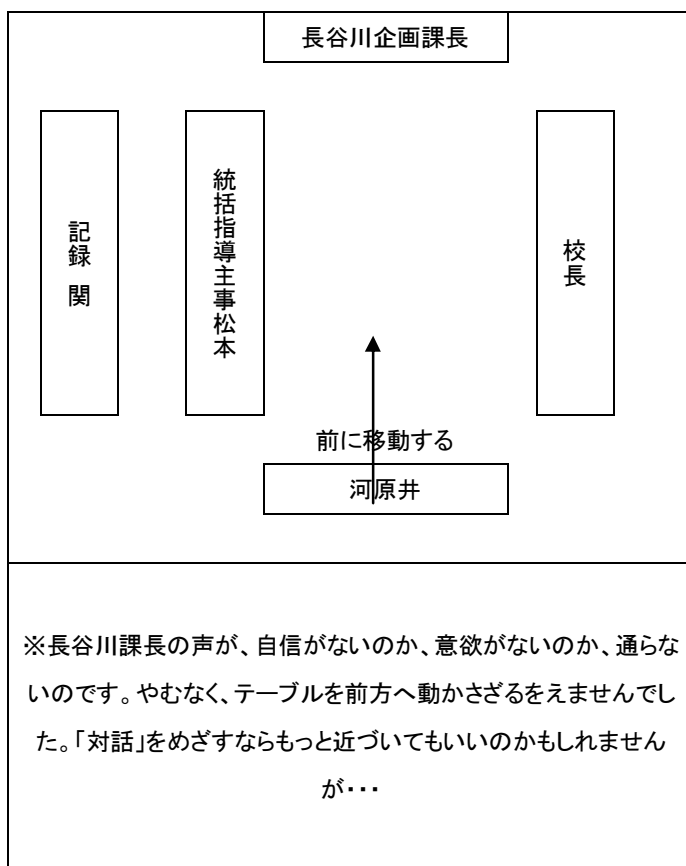 長谷川企画課長
記録 関
統括指導主事松本
校長
前に移動する
河原井
※長谷川課長の声が、自信がないのか、意欲がないのか、通らな
いのです。やむなく、テーブルを前方へ動かさざるをえませんでし
た。「対話」をめざすならもっと近づいてもいいのかもしれません
が・・・